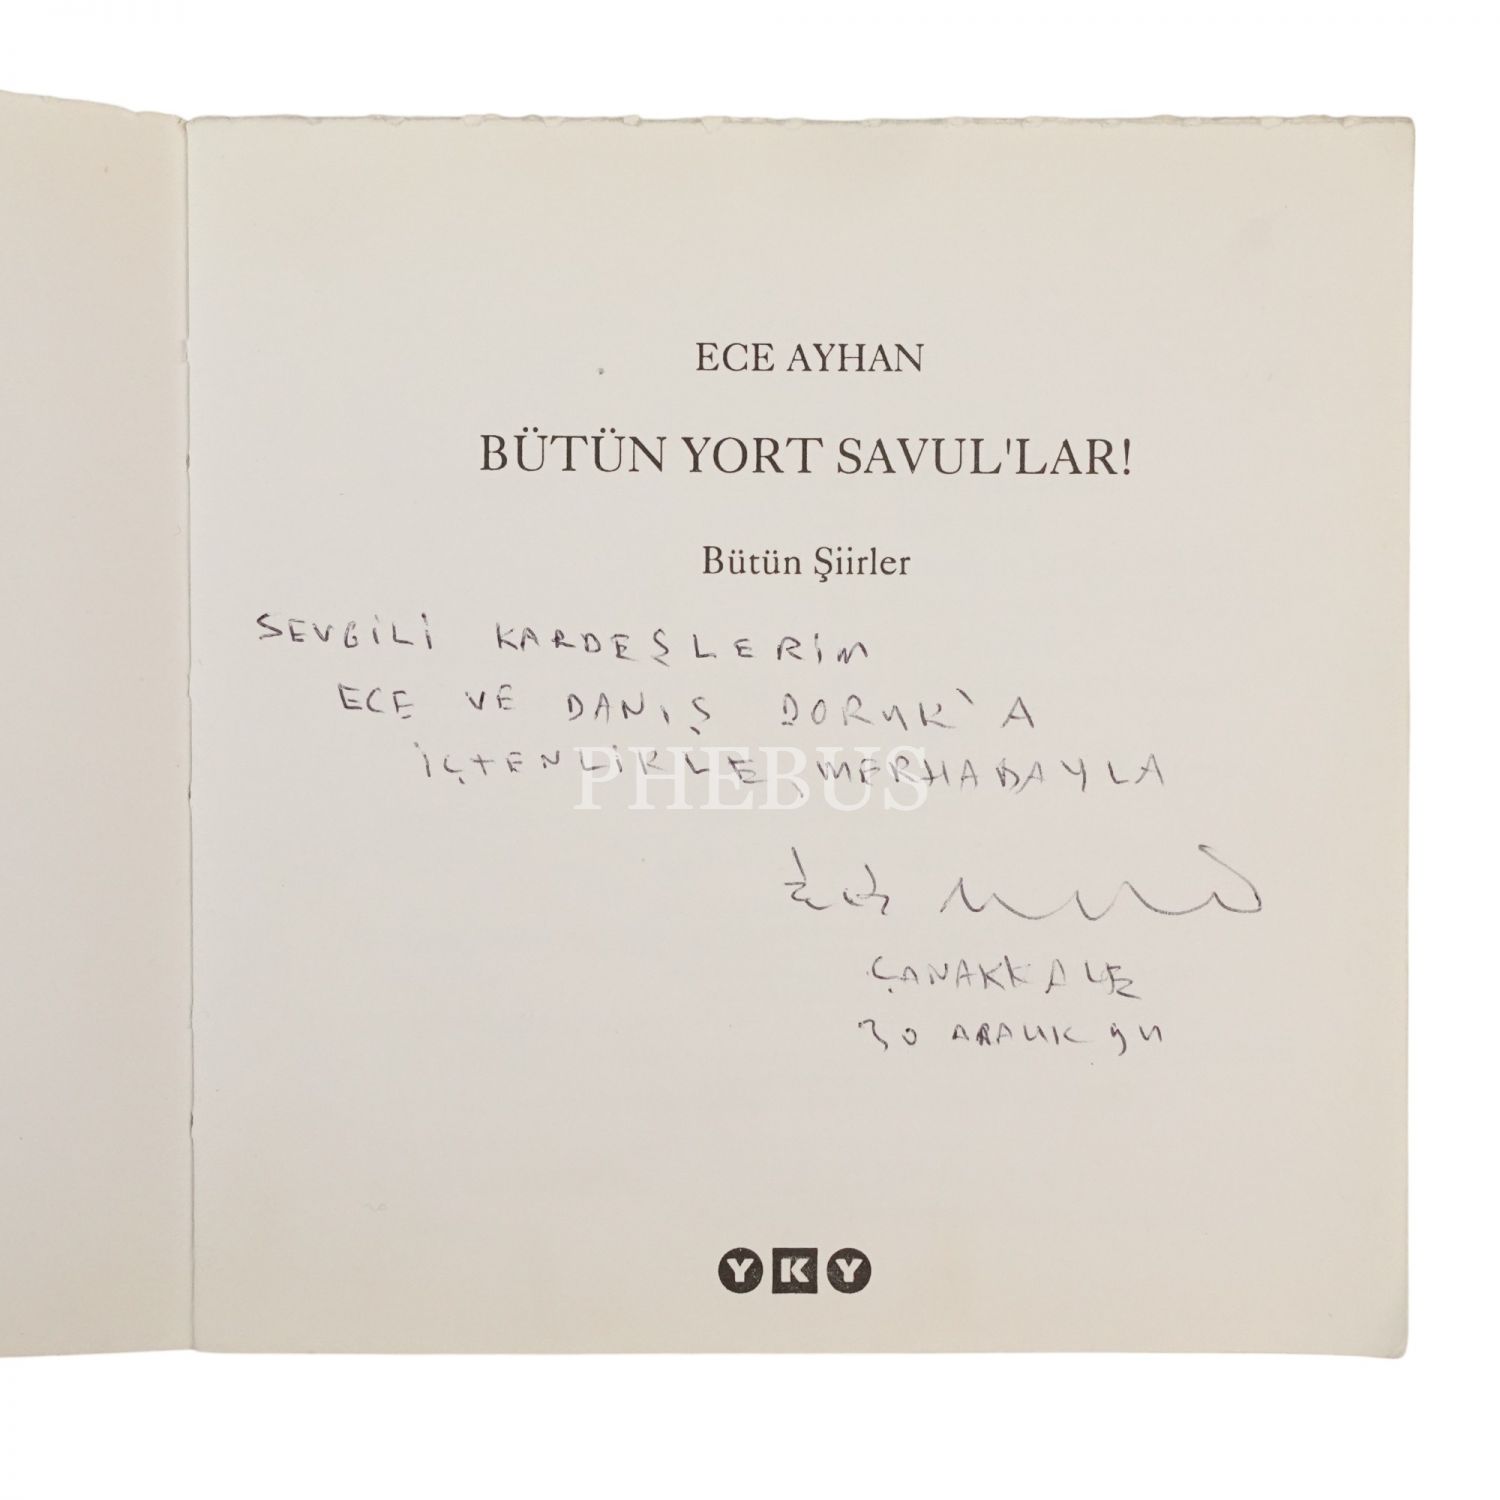 ECE AYHAN
BÜTÜN YORT SAVUL'LAR!
Bütün Şiirler
SEVGİLİ KARDEŞLERİM
ECE VE DANIŞ DORUK'A
İÇTENLİKLE, MERHABAYLA
PHEBUS
ÇANAKKALE
30 ARALIK 94
YKY